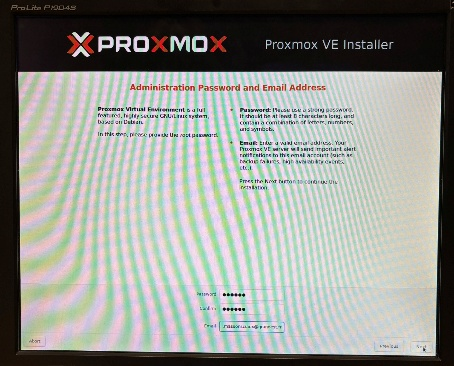 ProLite P1904S
PROXMOX
Proxmox VE Installer
Administration Password and Email Address
Proxmox Virtual Environment is a full
featured, highly secure GNU/Linux system,
based on Debian.
In this step, please provide the root password.
Password: Please use a strong password.
It should be at least 8 characters long, and
contain a combination of letters, numbers,
and symbols.
Email: Enter a valid email address. Your
Proxmox VE server will send important alert
notifications to this email account (such as
backup failures, high availability events,
etc.).
Press the Next button to continue the
installation.
Password ●●●●●●
Confirm ●●●●●●
Email
Abort
Previous
Next